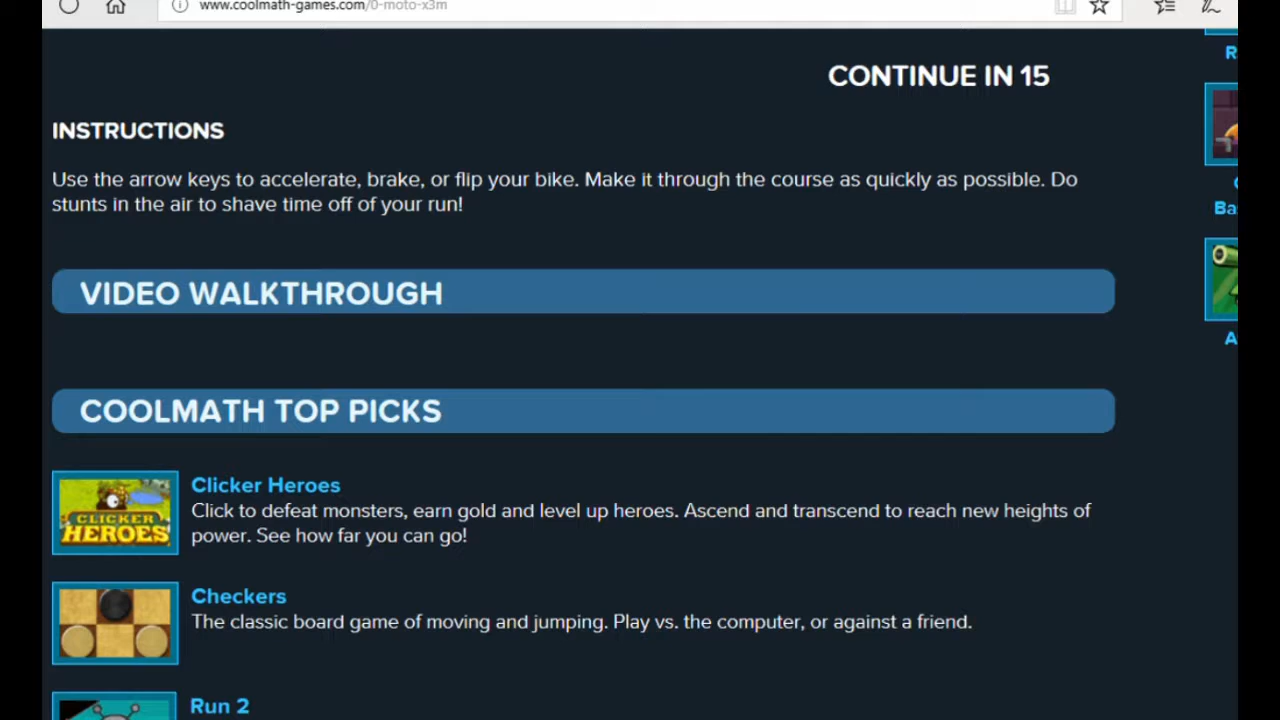 www.coolmath-games.com/0-moto-x3m
CONTINUE IN 15
INSTRUCTIONS
Use the arrow keys to accelerate, brake, or flip your bike. Make it through the course as quickly as possible. Do
stunts in the air to shave time off of your run!
VIDEO WALKTHROUGH
COOLMATH TOP PICKS
CLICKER
HEROES
Clicker Heroes
Click to defeat monsters, earn gold and level up heroes. Ascend and transcend to reach new heights of
power. See how far you can go!
Checkers
The classic board game of moving and jumping. Play vs. the computer, or against a friend.
Run 2